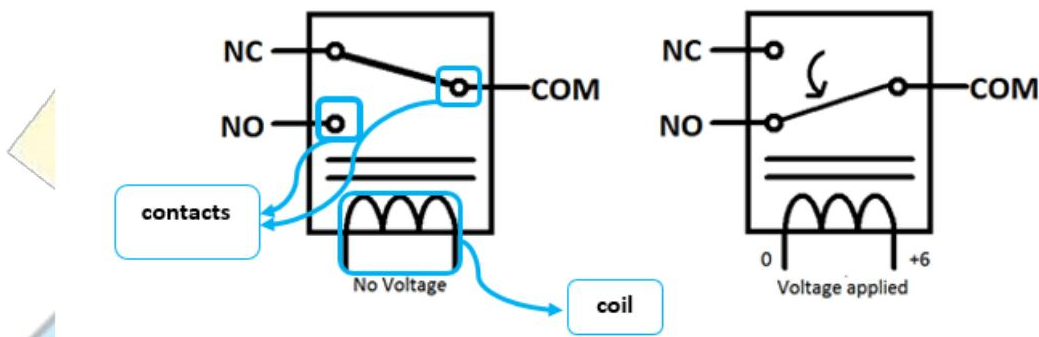 NC
NO
COM
contacts
No Voltage
coil
NC
NO
COM
0
+6
Voltage applied